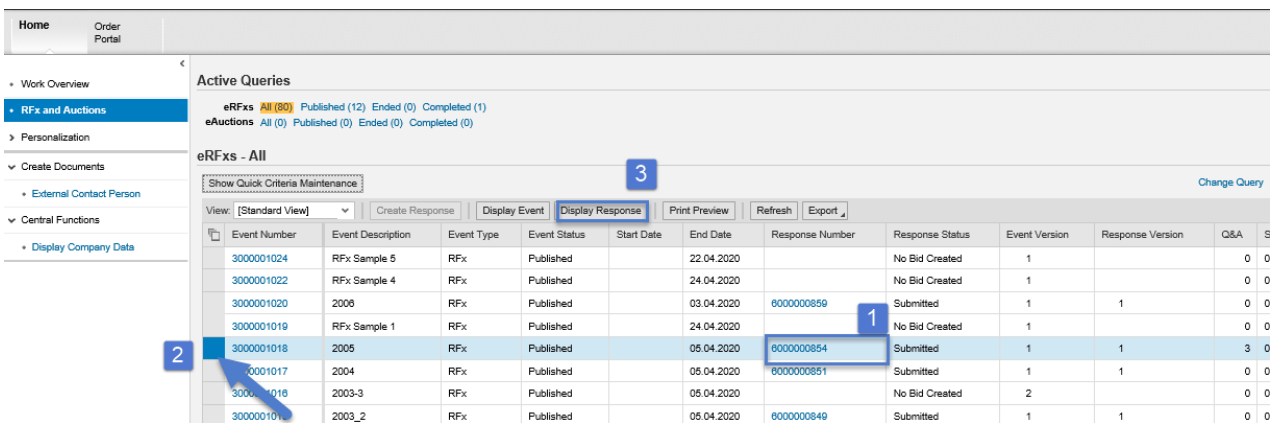 Home Order Portal
Work Overview
RFx and Auctions
Personalization
Create Documents
External Contact Person
Central Functions
Display Company Data
Active Queries
eRFxs All (80) Published (12) Ended (0) Completed (1)
eAuctions All (0) Published (0) Ended (0) Completed (0)
eRFxs - All
3
Show Quick Criteria Maintenance Change Query
View: [Standard View] Create Response Display Event Display Response Print Preview Refresh Export
Event Number Event Description Event Type Event Status Start Date End Date Response Number Response Status Event Version Response Version Q&A S
3000001024 RFx Sample 5 RFx Published 22.04.2020 No Bid Created 1 0 0
3000001022 RFx Sample 4 RFx Published 24.04.2020 No Bid Created 1 0 0
3000001020 2006 RFx Published 03.04.2020 6000000859 Submitted 1 1 0 0
1
3000001019 RFx Sample 1 RFx Published 24.04.2020 No Bid Created 1 0 0
2
3000001018 2005 RFx Published 05.04.2020 6000000854 Submitted 1 1 3 0
2004 RFx Published 05.04.2020 6000000851 Submitted 1 1 0 0
2003-3 RFx Published 05.04.2020 No Bid Created 2 0 0
2003_2 RFx Published 05.04.2020 6000000849 Submitted 1 1 0 0